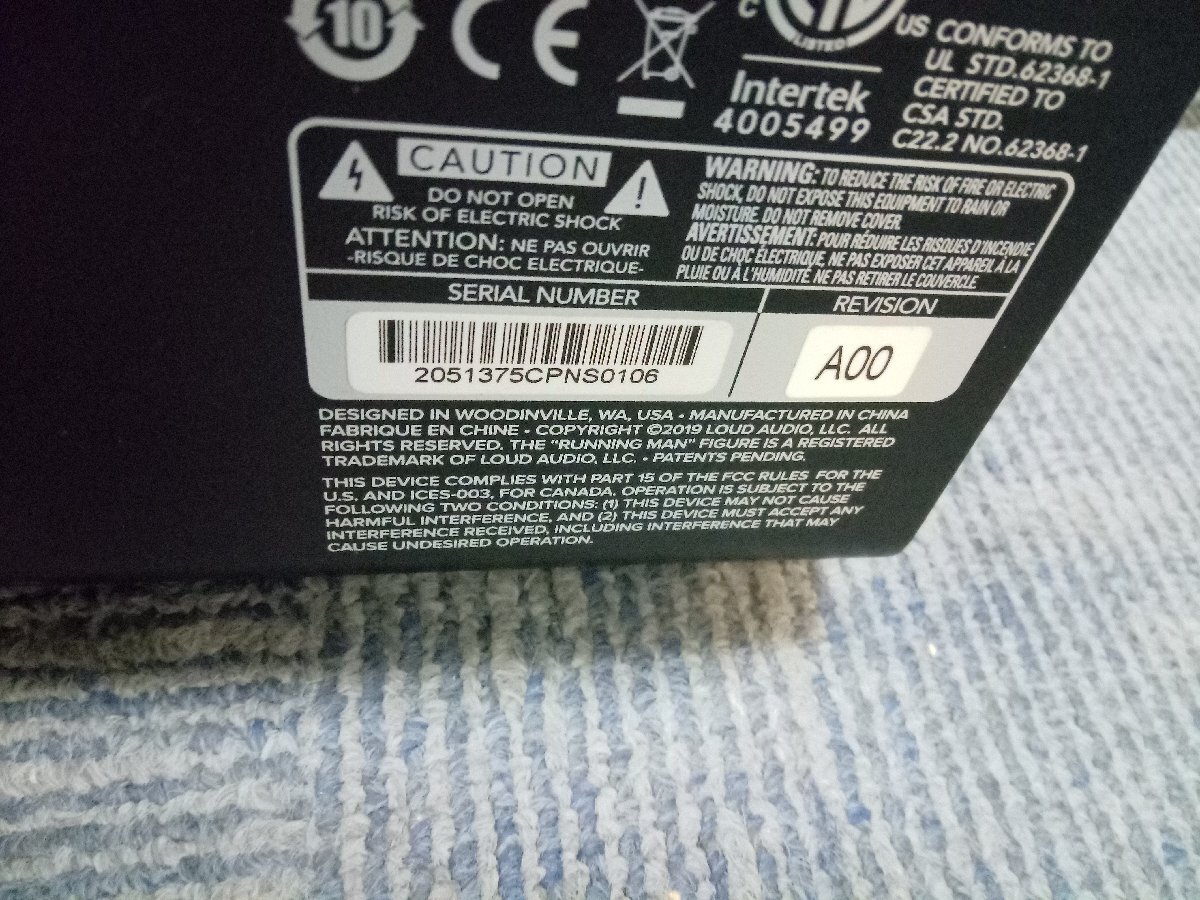 10
C
US CONFORMS TO
UL STD.62368-1
CERTIFIED TO
CSA STD.
C22.2 NO.62368-1
LISTED
Intertek
4005499
CAUTION
DO NOT OPEN
RISK OF ELECTRIC SHOCK
ATTENTION: NE PAS OUVRIR
-RISQUE DE CHOC ELECTRIQUE-
WARNING: TO REDUCE THE RISK OF FIRE OR ELECTRIC
SHOCK, DO NOT EXPOSE THIS EQUIPMENT TO RAIN OR
MOISTURE. DO NOT REMOVE COVER.
AVERTISSEMENT: POUR RÉDUIRE LES RISQUES D'INCENDIE
OU DE CHOC ÉLECTRIQUE, NE PAS EXPOSER CET APPAREIL À LA
PLUIE OU À L'HUMIDITÉ. NE PAS RETIRER LE COUVERCLE.
SERIAL NUMBER
2051375CPNS0106
REVISION
A00
DESIGNED IN WOODINVILLE, WA, USA • MANUFACTURED IN CHINA
FABRIQUE EN CHINE • COPYRIGHT ©2019 LOUD AUDIO, LLC. ALL
RIGHTS RESERVED. THE "RUNNING MAN" FIGURE IS A REGISTERED
TRADEMARK OF LOUD AUDIO, LLC. • PATENTS PENDING.
THIS DEVICE COMPLIES WITH PART 15 OF THE FCC RULES FOR THE
U.S. AND ICES-003, FOR CANADA. OPERATION IS SUBJECT TO THE
FOLLOWING TWO CONDITIONS: (1) THIS DEVICE MAY NOT CAUSE
HARMFUL INTERFERENCE, AND (2) THIS DEVICE MUST ACCEPT ANY
INTERFERENCE RECEIVED, INCLUDING INTERFERENCE THAT MAY
CAUSE UNDESIRED OPERATION.